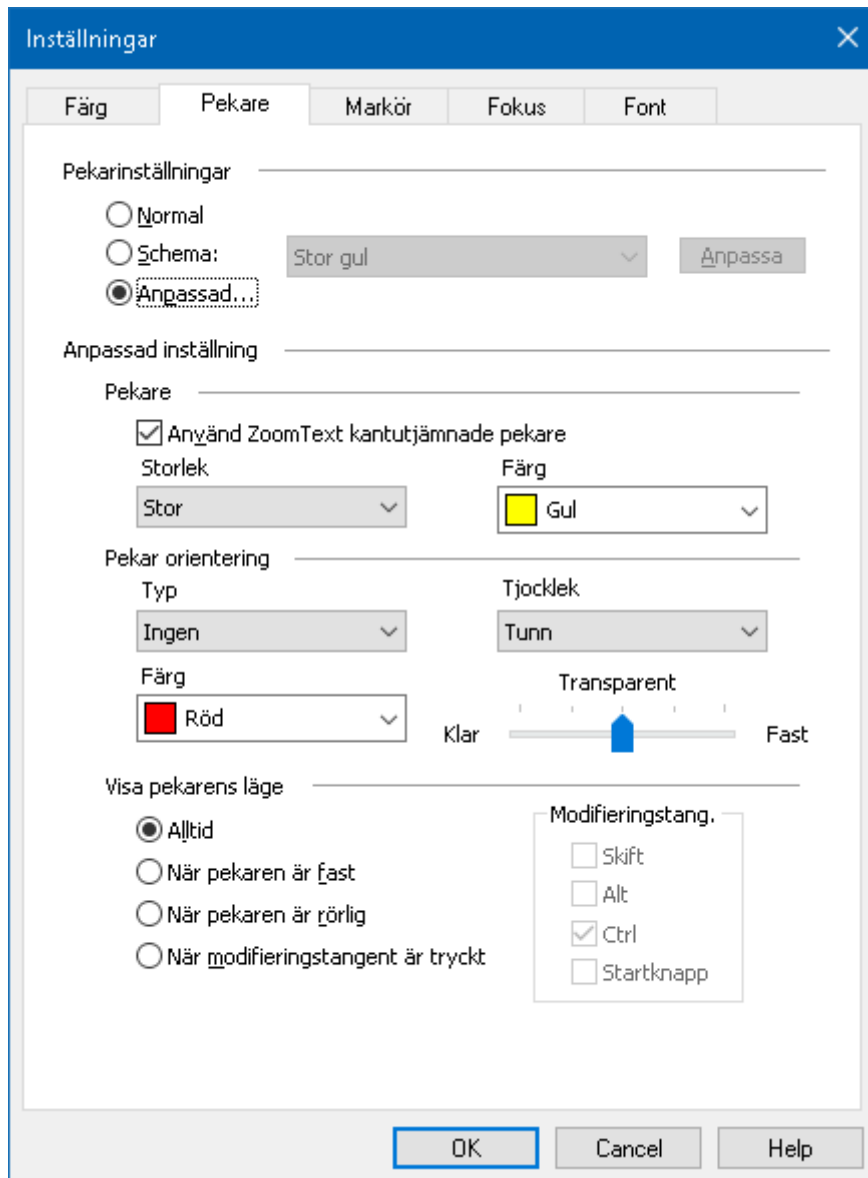 Inställningar
Färg Pekare Markör Fokus Font
Pekarinställningar
Normal
Schema: Stor gul Anpassa
Anpassad...
Anpassad inställning
Pekare
Använd ZoomText kantutjämnade pekare
Storlek Färg
Stor Gul
Pekar orientering
Typ Tjocklek
Ingen Tunn
Färg Transparent
Röd Klar Fast
Visa pekarens läge
Modifieringstang.
Alltid
Skift
När pekaren är fast
Alt
När pekaren är rörlig
Ctrl
När modifieringstangent är tryckt
Startknapp
OK Cancel Help